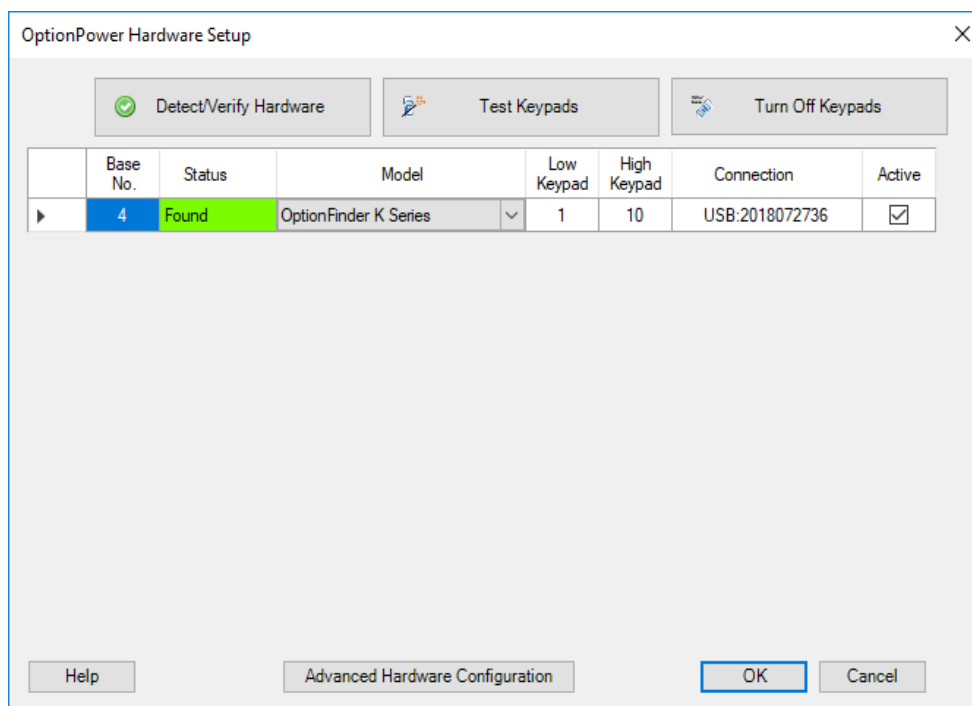 OptionPower Hardware Setup
Detect/Verify Hardware Test Keypads Turn Off Keypads
Base No. Status Model Low Keypad High Keypad Connection Active
4 Found OptionFinder K Series 1 10 USB:2018072736
Help Advanced Hardware Configuration OK Cancel